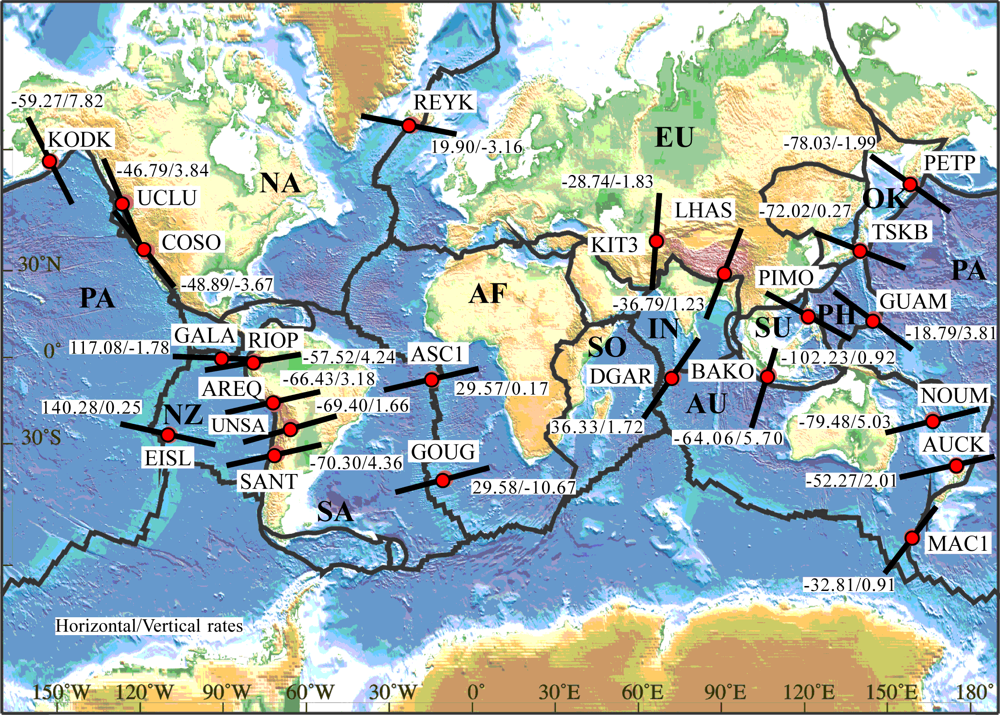 -59.27/7.82
REYK
KODK
EU
-78.03/-1.99
19.90/-3.16
PETP
-46.79/3.84
NA
-28.74/-1.83
UCLU
LHAS
OK
-72.02/0.27
TSKB
COSO
KIT3
30˚N
PA
PIMO
-48.89/-3.67
AF
PA
-36.79/1.23
GUAM
PH
IN
SU
-18.79/3.81
GALA
RIOP
SO
117.08/-1.78
0˚
-57.52/4.24
ASC1
-102.23/0.92
-66.43/3.18
DGAR
BAKO
AREQ
29.57/0.17
NOUM
140.28/0.25
NZ
-69.40/1.66
AU
UNSA
36.33/1.72
-79.48/5.03
30˚S
-64.06/5.70
AUCK
EISL
GOUG
-70.30/4.36
SANT
29.58/-10.67
-52.27/2.01
SA
MAC1
-32.81/0.91
Horizontal/Vertical rates
150˚W 120˚W 90˚W 60˚W 30˚W 0˚ 30˚E 60˚E 90˚E 120˚E 150˚E 180˚